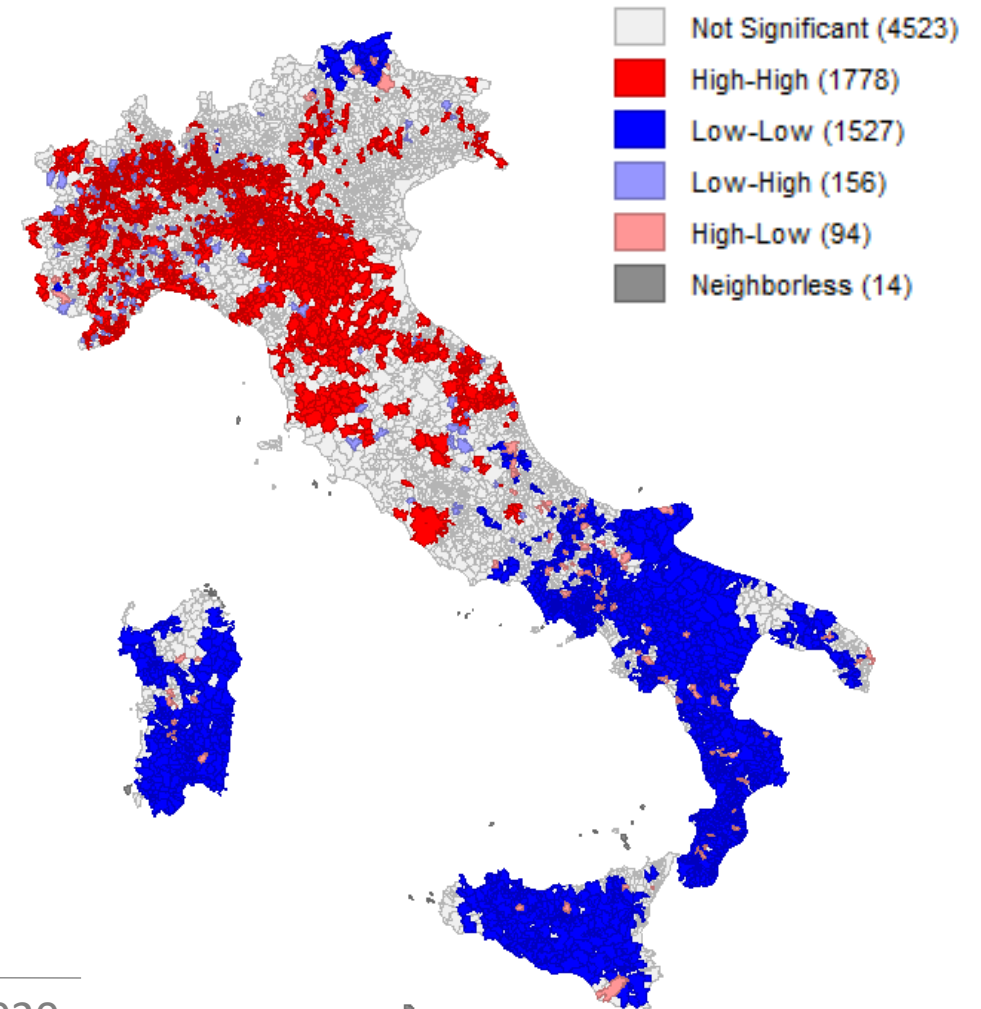 Not Significant (4523)
High-High (1778)
Low-Low (1527)
Low-High (156)
High-Low (94)
Neighborless (14)